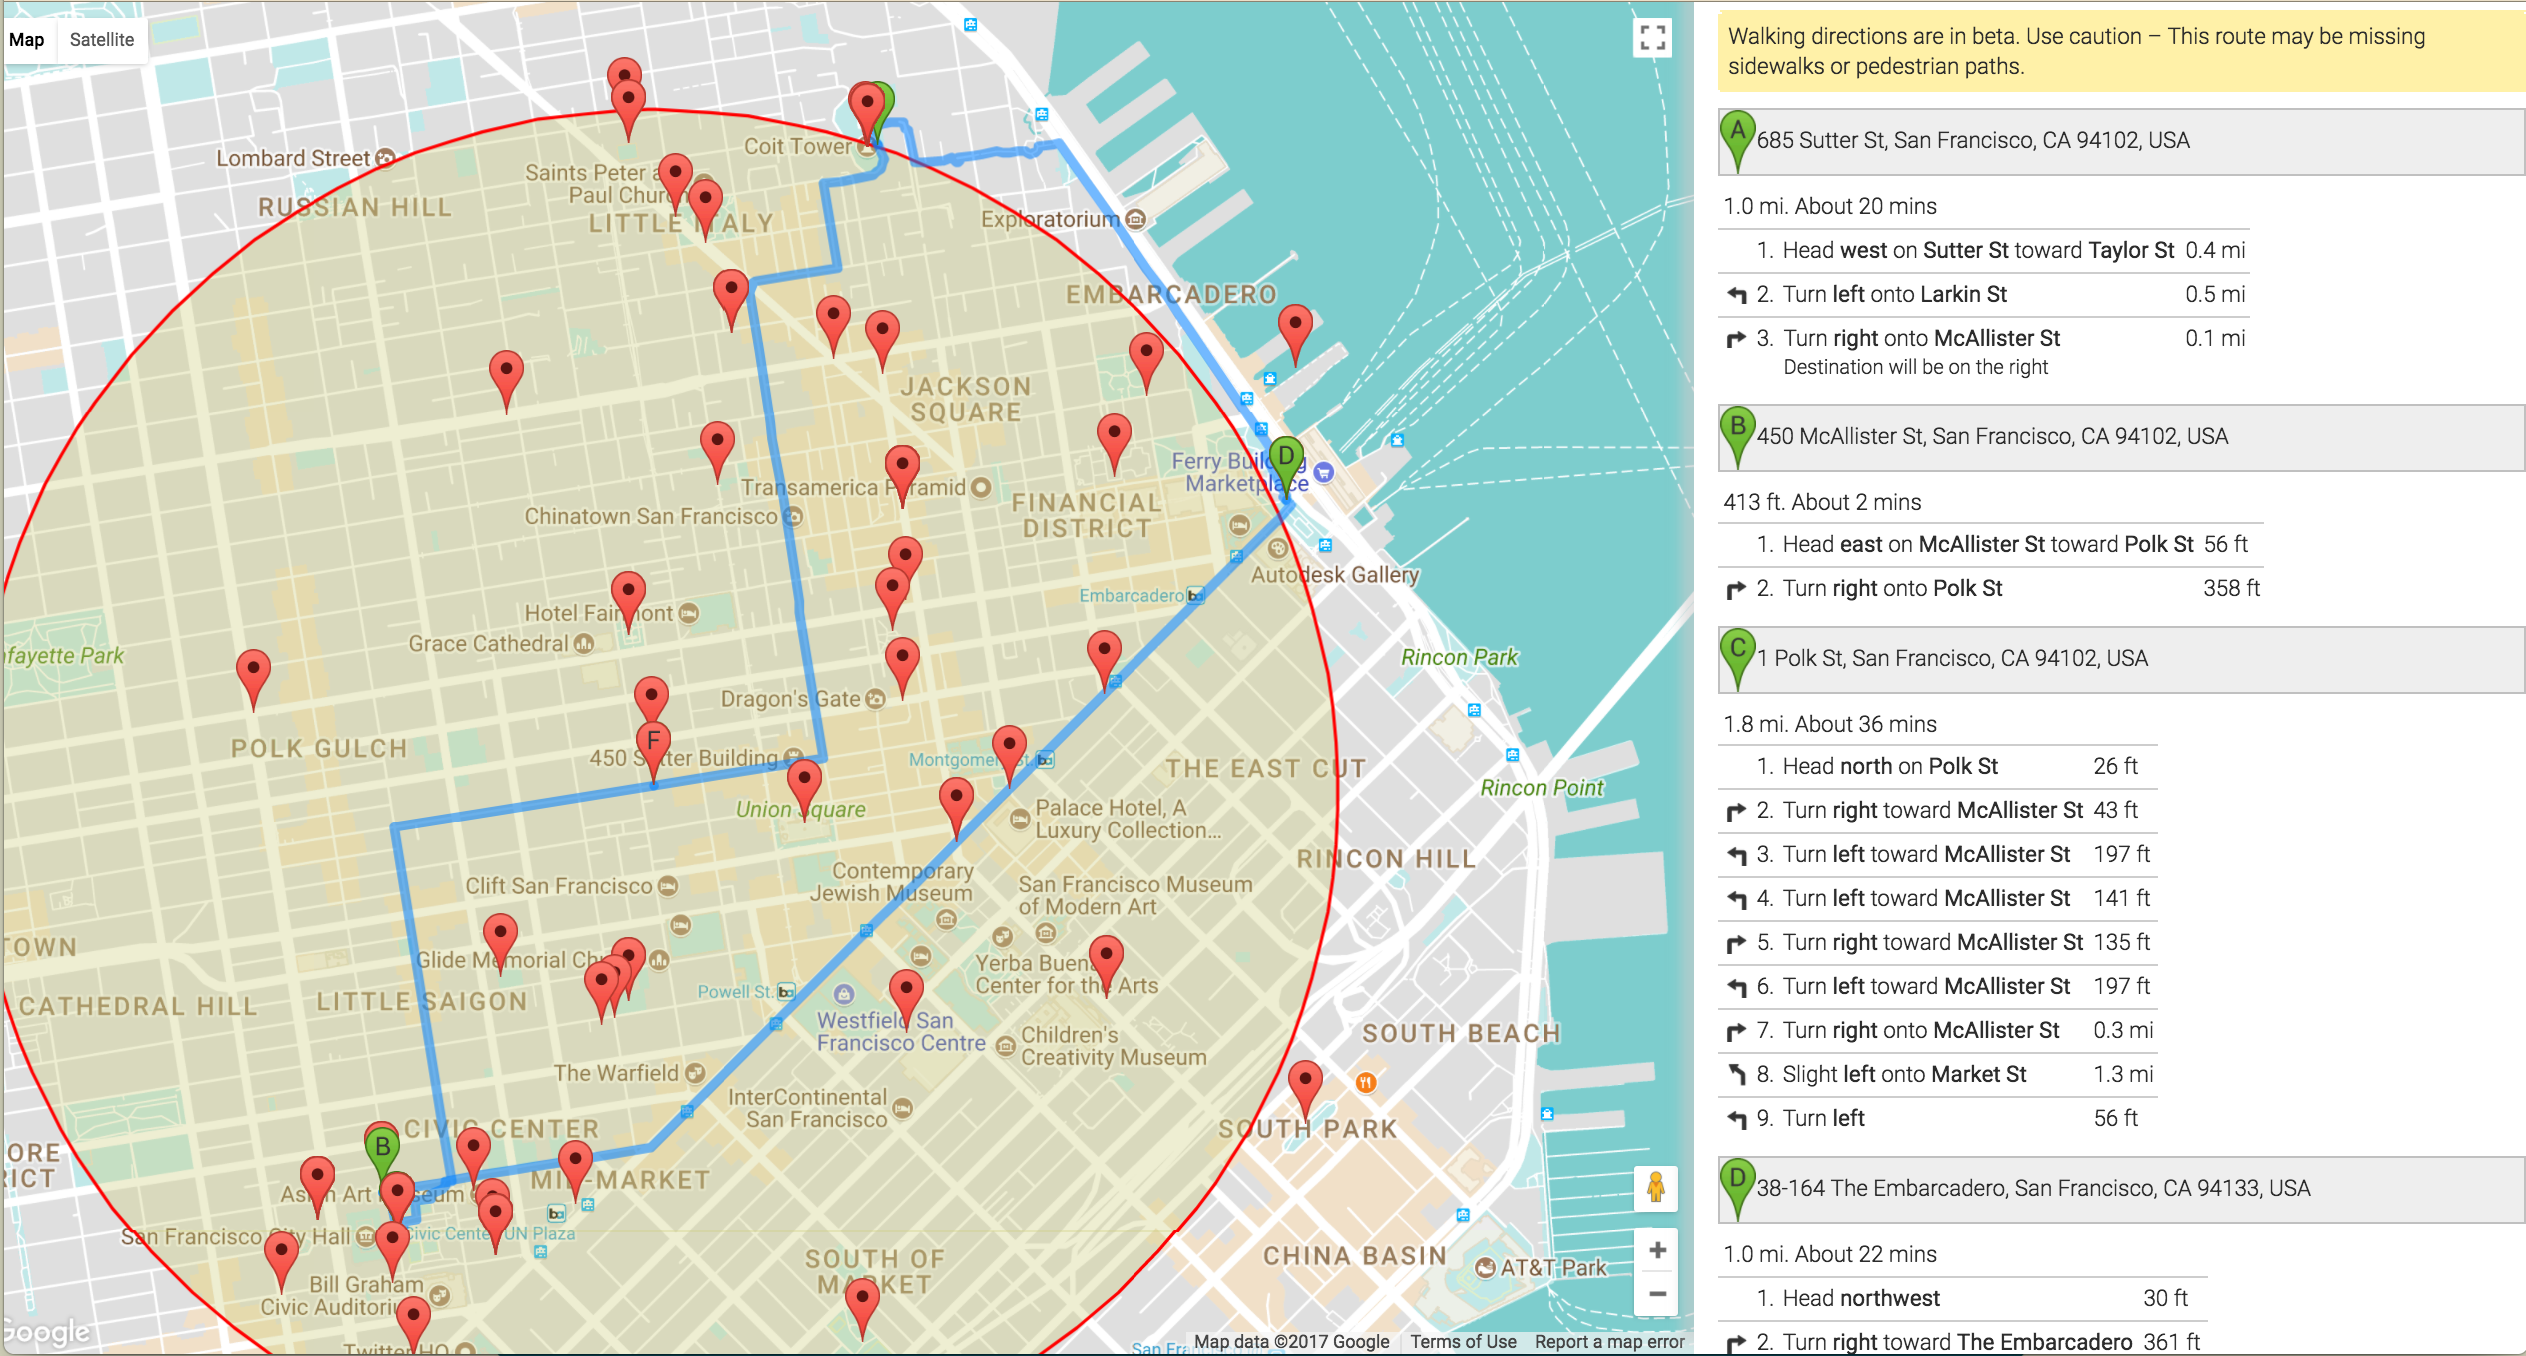 Map
Satellite
Lombard Street
RUSSIAN HILL
Coit Tower
Saints Peter a
Paul Church
LITTLE ITALY
Exploratorium
EMBARCADERO
JACKSON
SQUARE
Transamerica Pyramid
Chinatown San Francisco
FINANCIAL
DISTRICT
D
Ferry Building
Marketplace
Autodesk Gallery
Embarcadero
Hotel Fairmont
Grace Cathedral
fayette Park
Rincon Park
Dragon's Gate
POLK GULCH
F
450 Sutter Building
Montgomery St.
THE EAST CUT
Rincon Point
Union Square
Palace Hotel, A
Luxury Collection...
RINCON HILL
Clift San Francisco
Contemporary
Jewish Museum
San Francisco Museum
of Modern Art
TOWN
Glide Memorial Chu
Yerba Buena
Center for the Arts
CATHEDRAL HILL
LITTLE SAIGON
Powell St.
Westfield San
Francisco Centre
Children's
Creativity Museum
SOUTH BEACH
The Warfield
InterContinental
San Francisco
SOUTH PARK
CIVIC CENTER
B
ORE
RICT
MID-MARKET
Asian Art Museum
San Francisco City Hall
Civic Center/UN Plaza
SOUTH OF
MARKET
CHINA BASIN
AT&T Park
Bill Graham
Civic Auditoriu
Google
Twitter HQ
San Fra
Map data ©2017 Google
Terms of Use
Report a map error
Walking directions are in beta. Use caution – This route may be missing
sidewalks or pedestrian paths.
A 685 Sutter St, San Francisco, CA 94102, USA
1.0 mi. About 20 mins
1. Head west on Sutter St toward Taylor St 0.4 mi
2. Turn left onto Larkin St 0.5 mi
3. Turn right onto McAllister St 0.1 mi
Destination will be on the right
B 450 McAllister St, San Francisco, CA 94102, USA
413 ft. About 2 mins
1. Head east on McAllister St toward Polk St 56 ft
2. Turn right onto Polk St 358 ft
C 1 Polk St, San Francisco, CA 94102, USA
1.8 mi. About 36 mins
1. Head north on Polk St 26 ft
2. Turn right toward McAllister St 43 ft
3. Turn left toward McAllister St 197 ft
4. Turn left toward McAllister St 141 ft
5. Turn right toward McAllister St 135 ft
6. Turn left toward McAllister St 197 ft
7. Turn right onto McAllister St 0.3 mi
8. Slight left onto Market St 1.3 mi
9. Turn left 56 ft
D 38-164 The Embarcadero, San Francisco, CA 94133, USA
1.0 mi. About 22 mins
1. Head northwest 30 ft
2. Turn right toward The Embarcadero 361 ft